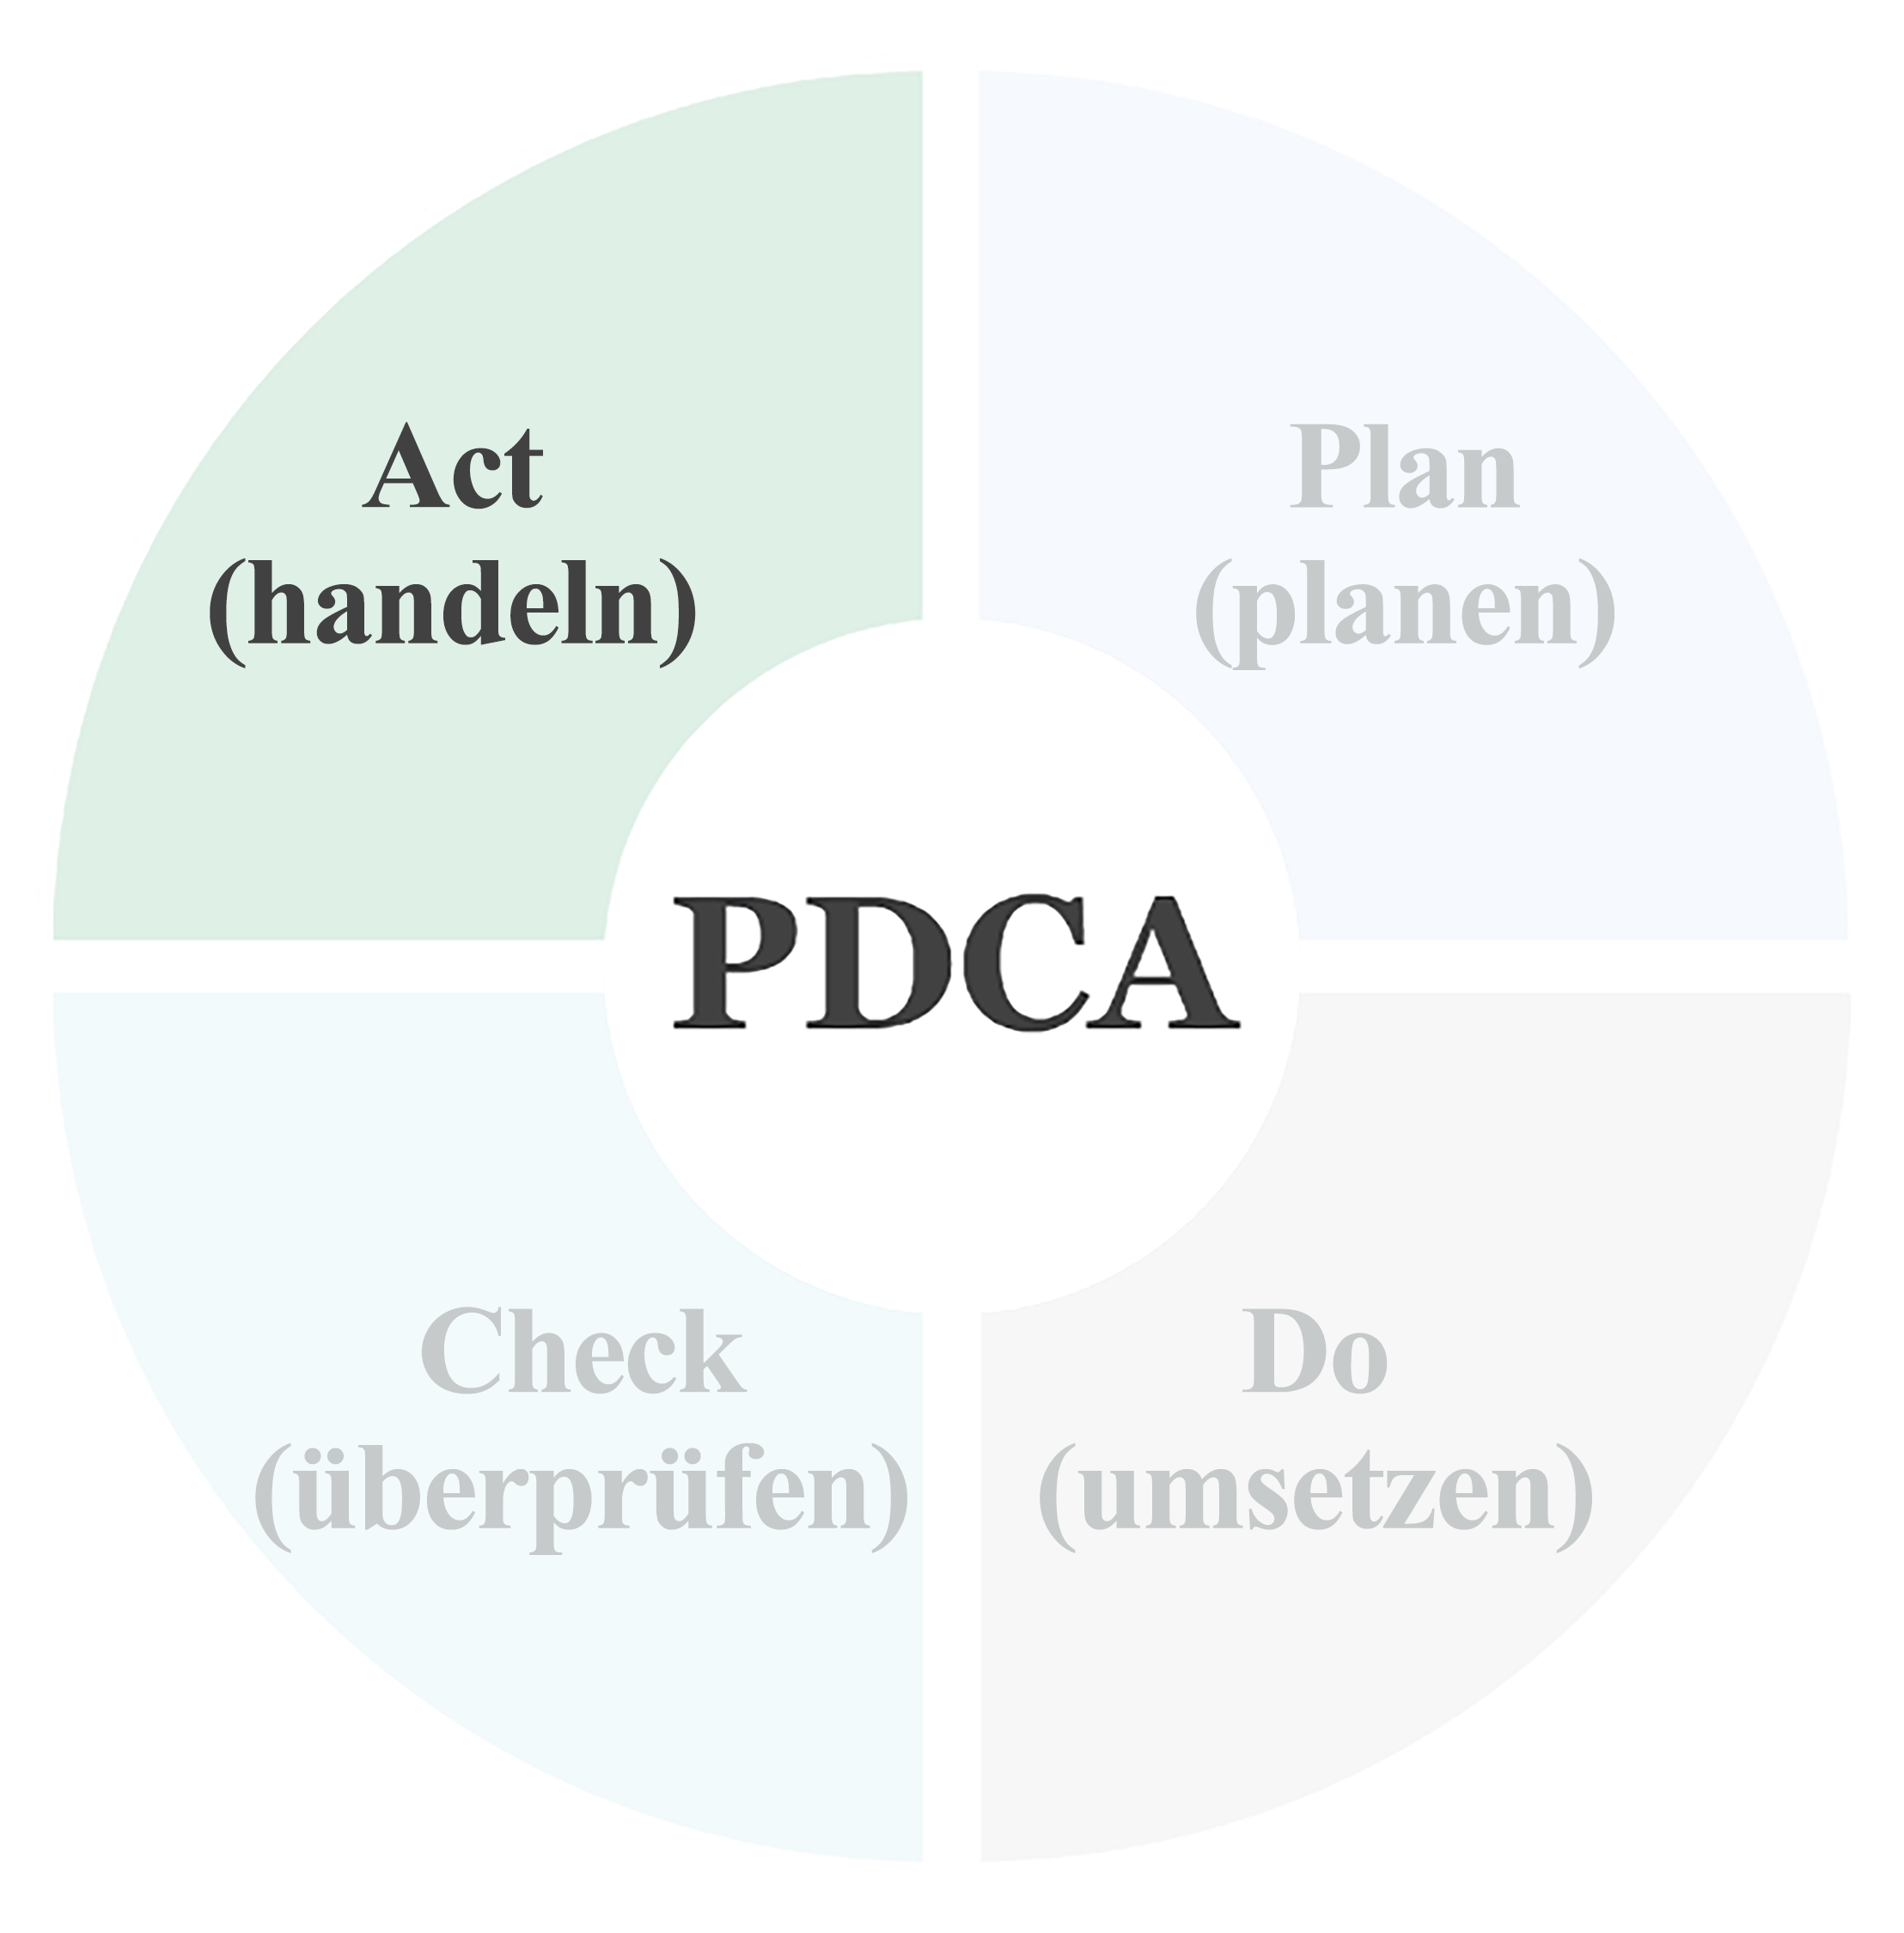 Act
(handeln)
Plan
(planen)
PDCA
Check
(überprüfen)
Do
(umsetzen)